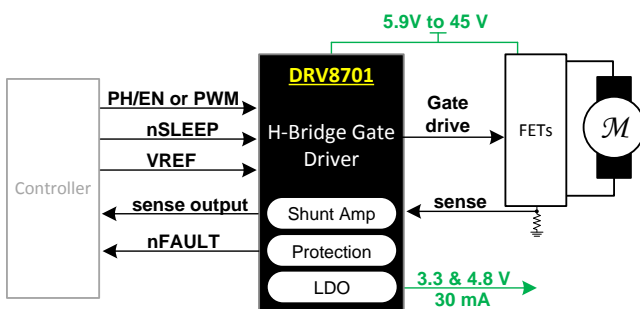 5.9V to 45 V
DRV8701
PH/EN or PWM
nSLEEP
VREF
Controller
sense output
nFAULT
H-Bridge Gate
Driver
Shunt Amp
Protection
LDO
Gate
drive
FETs
M
sense
3.3 & 4.8 V
30 mA